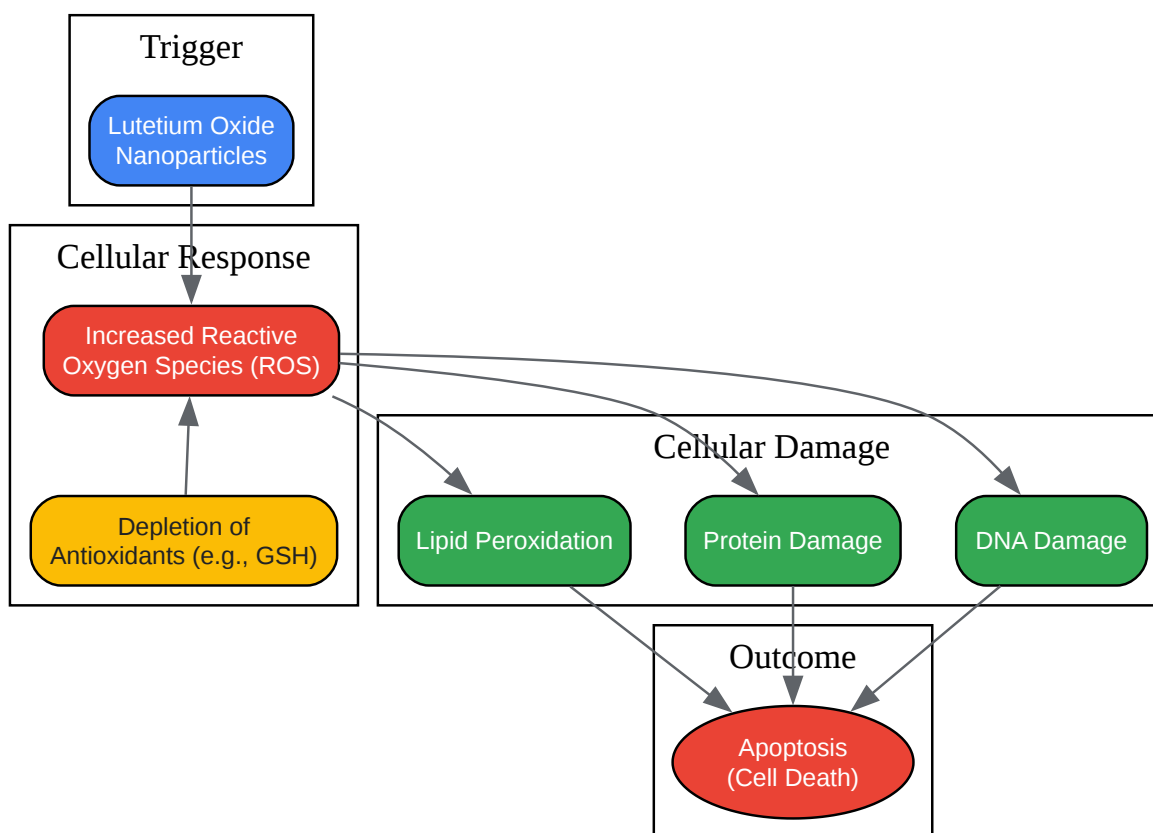 Trigger
Lutetium Oxide
Nanoparticles
Cellular Response
Increased Reactive
Oxygen Species (ROS)
Depletion of
Antioxidants (e.g., GSH)
Cellular Damage
Lipid Peroxidation
Protein Damage
DNA Damage
Outcome
Apoptosis
(Cell Death)